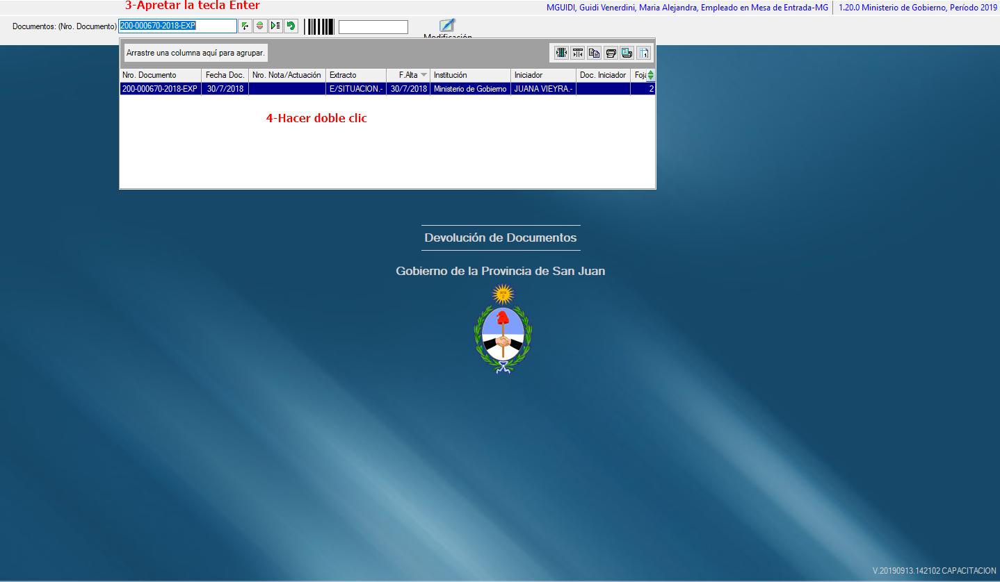 3-Apretar la tecla Enter
MGUIDI, Guidi Venerdini, Maria Alejandra, Empleado en Mesa de Entrada-MG 1.20.0 Ministerio de Gobierno, Período 2019
Documentos: (Nro. Documento) 200-000670-2018-EXP
Modificación
Arrastre una columna aquí para agrupar.
Nro. Documento Fecha Doc. Nro. Nota/Actuación Extracto F.Alta Institución Iniciador Doc. Iniciador Foja
200-000670-2018-EXP 30/7/2018 E/SITUACION.- 30/7/2018 Ministerio de Gobierno JUANA VIEYRA.- 2
4-Hacer doble clic
Devolución de Documentos
Gobierno de la Provincia de San Juan
V.20190913.142102 CAPACITACION